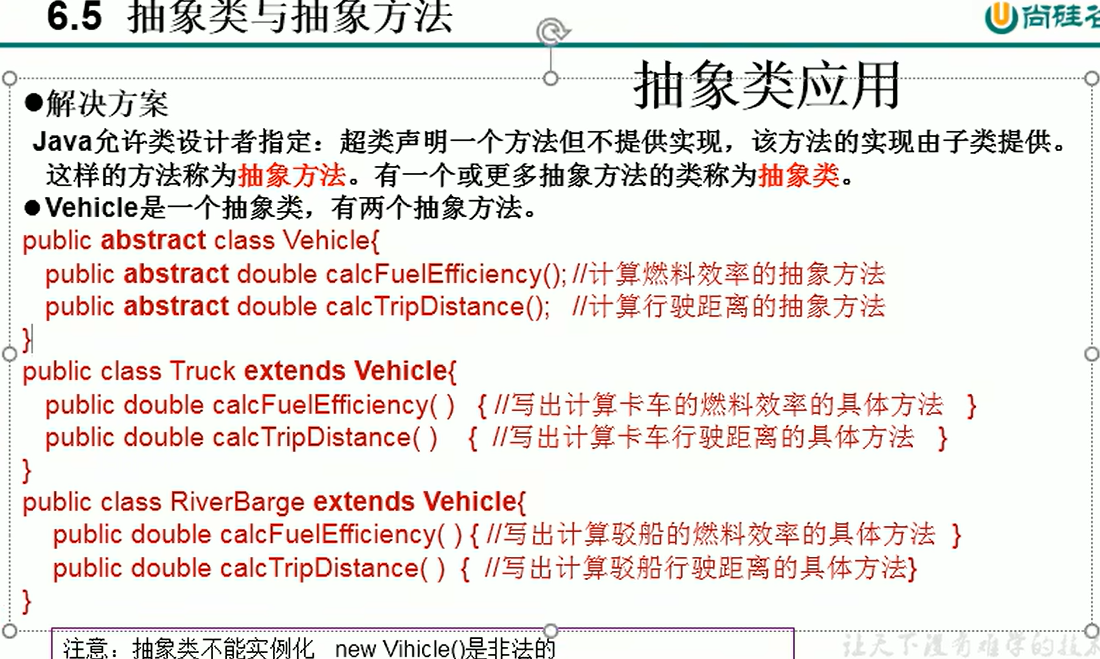 6.5 抽象类与抽象方法
尚硅谷
抽象类应用
●解决方案
Java允许类设计者指定：超类声明一个方法但不提供实现，该方法的实现由子类提供。
这样的方法称为抽象方法。有一个或更多抽象方法的类称为抽象类。
●Vehicle是一个抽象类，有两个抽象方法。
public abstract class Vehicle{
public abstract double calcFuelEfficiency(); //计算燃料效率的抽象方法
public abstract double calcTripDistance(); //计算行驶距离的抽象方法
}
public class Truck extends Vehicle{
public double calcFuelEfficiency( ) { //写出计算卡车的燃料效率的具体方法 }
public double calcTripDistance( ) { //写出计算卡车行驶距离的具体方法 }
}
public class RiverBarge extends Vehicle{
public double calcFuelEfficiency( ) { //写出计算驳船的燃料效率的具体方法 }
public double calcTripDistance( ) { //写出计算驳船行驶距离的具体方法}
}
注意：抽象类不能实例化 new Vihicle()是非法的
让天下没有难学的技术